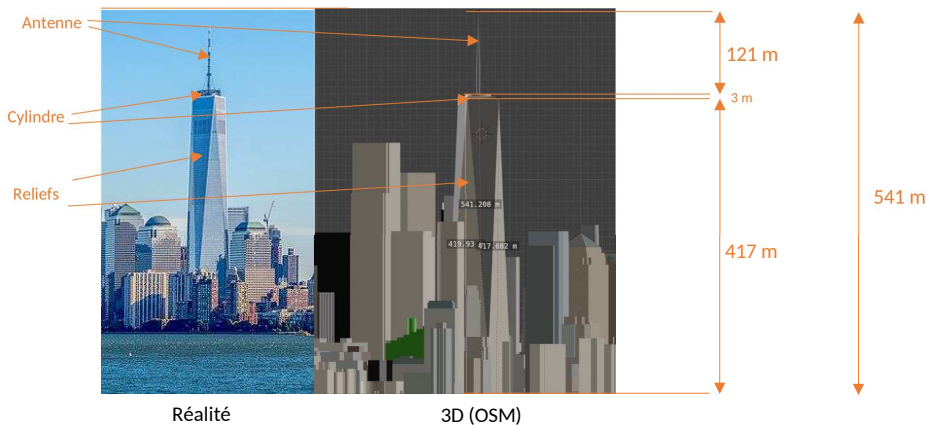 Antenne
Cylindre
Reliefs
541.208 m
419.93
417.082 m
121 m
3 m
417 m
541 m
Réalité
3D (OSM)